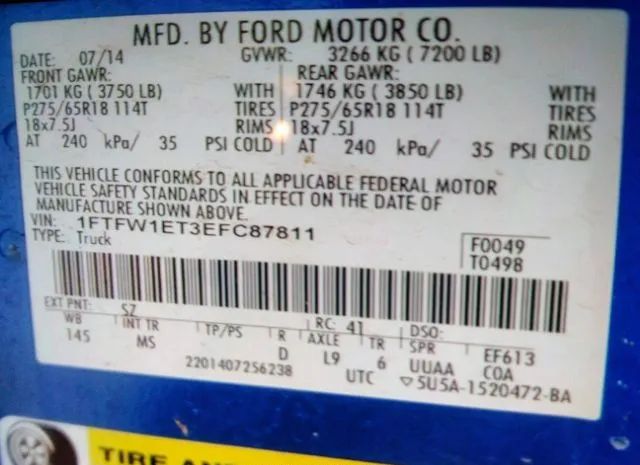 MFD. BY FORD MOTOR CO.
DATE: 07/14 GVWR: 3266 KG ( 7200 LB)
FRONT GAWR: REAR GAWR:
1701 KG ( 3750 LB) WITH 1746 KG ( 3850 LB) WITH
P275/65R18 114T TIRES P275/65R18 114T TIRES
18x7.5J RIMS 18x7.5J RIMS
AT 240 kPa/ 35 PSI COLD AT 240 kPa/ 35 PSI COLD
THIS VEHICLE CONFORMS TO ALL APPLICABLE FEDERAL MOTOR
VEHICLE SAFETY STANDARDS IN EFFECT ON THE DATE OF
MANUFACTURE SHOWN ABOVE.
VIN: 1FTFW1ET3EFC87811
TYPE: Truck
F0049
T0498
EXT PNT: SZ RC: 41 DSO:
WB INT TR TP/PS R AXLE TR SPR EF613
145 MS D L9 6 UUAA COA
2201407256238 UTC ▽5U5A-1520472-BA
TIRE AND